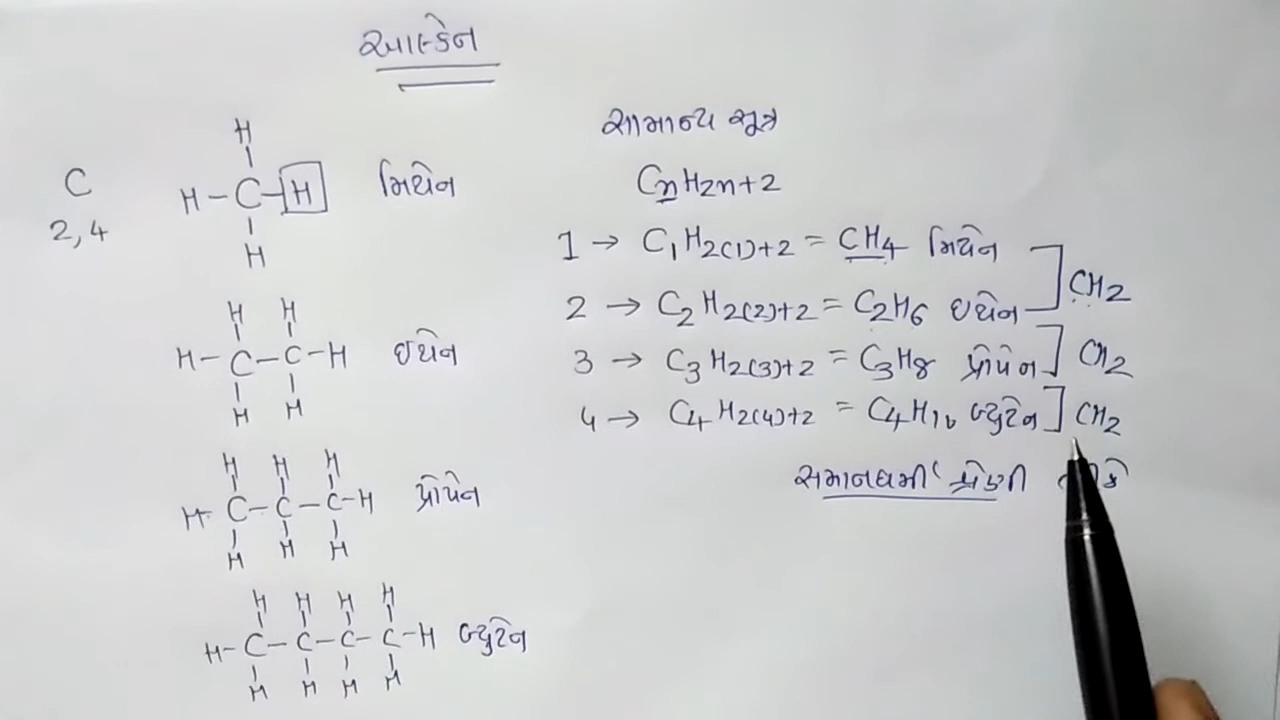 આલ્કેન
H
C H-C-H મિથેન
2,4
H
H H
H-C-C-H ઇથેન
H H
H H H
H-C-C-C-H પ્રોપેન
H H H
H H H H
H-C-C-C-C-H બ્યુટેન
H H H H
સામાન્ય સૂત્ર
CnH2n+2
1 → C1H2(1)+2 = CH4 મિથેન
CH2
2 → C2H2(2)+2 = C2H6 ઇથેન
3 → C3H2(3)+2 = C3H8 પ્રોપેન CH2
4 → C4H2(4)+2 = C4H10 બ્યુટેન CH2
સમાનધર્મી શ્રેણી